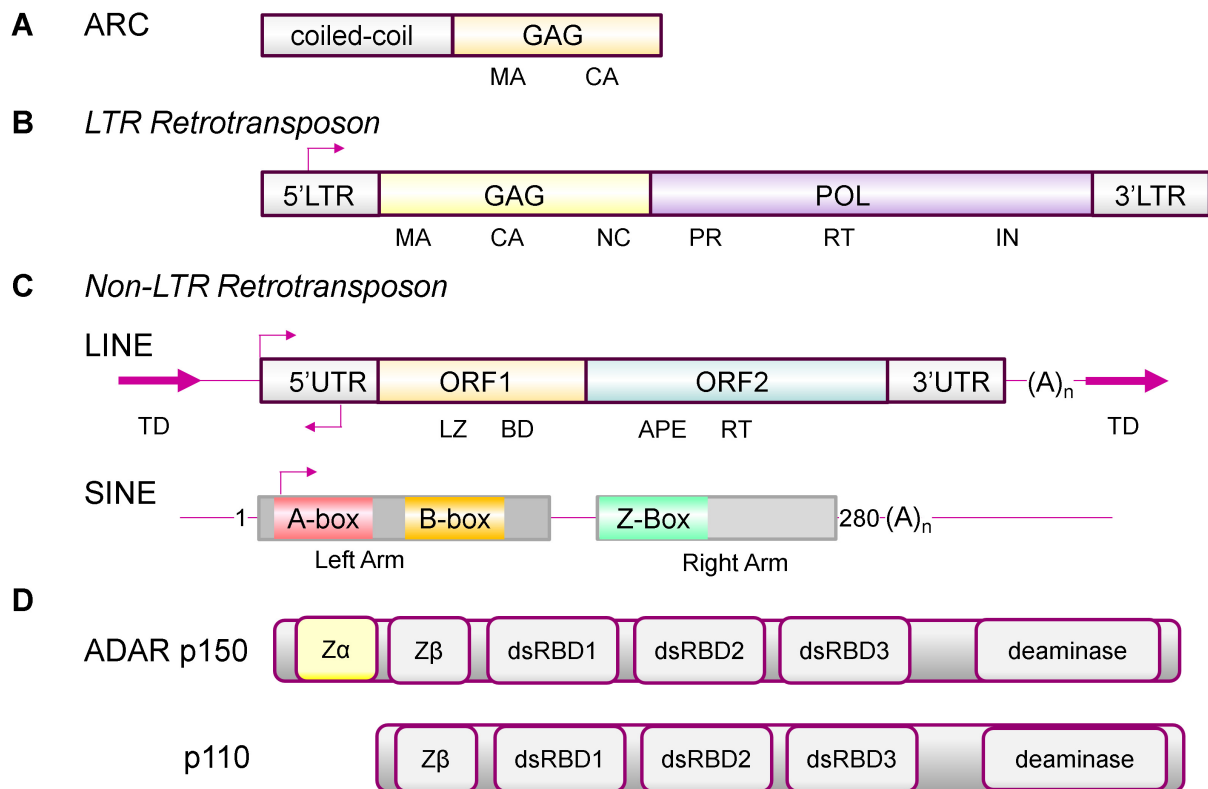 A ARC
coiled-coil GAG
MA CA
B LTR Retrotransposon
5’LTR GAG POL 3’LTR
MA CA NC PR RT IN
C Non-LTR Retrotransposon
LINE
5’UTR ORF1 ORF2 3’UTR (A)n
TD LZ BD APE RT TD
SINE
1 A-box B-box Z-Box 280 (A)n
Left Arm Right Arm
D
ADAR p150 Zα Zβ dsRBD1 dsRBD2 dsRBD3 deaminase
p110 Zβ dsRBD1 dsRBD2 dsRBD3 deaminase